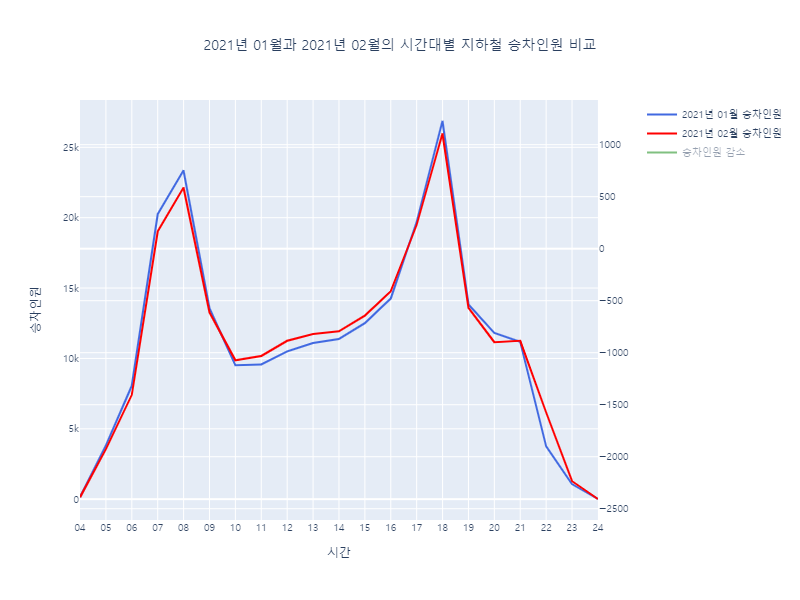 2021년 01월과 2021년 02월의 시간대별 지하철 승차인원 비교
2021년 01월 승차인원
2021년 02월 승차인원
승차인원 감소
승차인원
25k
20k
15k
10k
5k
0
1000
500
0
−500
−1000
−1500
−2000
−2500
04 05 06 07 08 09 10 11 12 13 14 15 16 17 18 19 20 21 22 23 24
시간